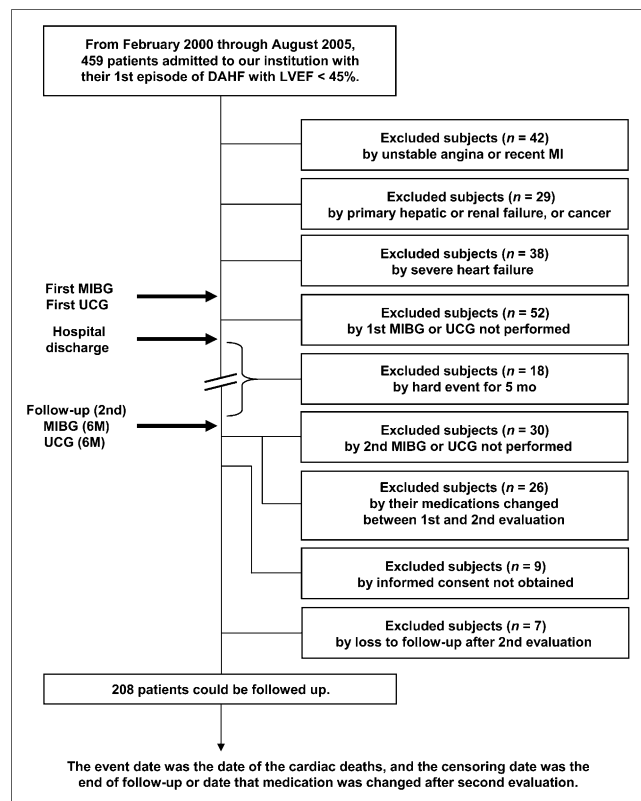 From February 2000 through August 2005,
459 patients admitted to our institution with
their 1st episode of DAHF with LVEF < 45%.
Excluded subjects (n = 42)
by unstable angina or recent MI
Excluded subjects (n = 29)
by primary hepatic or renal failure, or cancer
Excluded subjects (n = 38)
by severe heart failure
First MIBG
First UCG
Excluded subjects (n = 52)
by 1st MIBG or UCG not performed
Hospital
discharge
Excluded subjects (n = 18)
by hard event for 5 mo
Follow-up (2nd)
MIBG (6M)
UCG (6M)
Excluded subjects (n = 30)
by 2nd MIBG or UCG not performed
Excluded subjects (n = 26)
by their medications changed
between 1st and 2nd evaluation
Excluded subjects (n = 9)
by informed consent not obtained
Excluded subjects (n = 7)
by loss to follow-up after 2nd evaluation
208 patients could be followed up.
The event date was the date of the cardiac deaths, and the censoring date was the
end of follow-up or date that medication was changed after second evaluation.